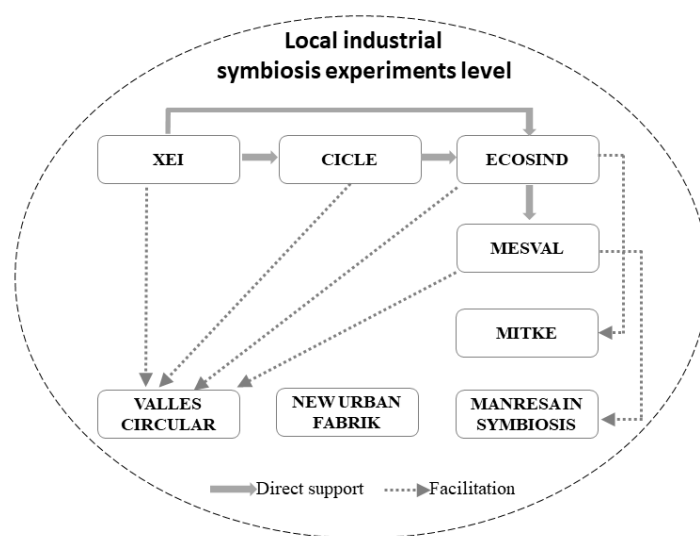 Local industrial
symbiosis experiments level
XEI
CICLE
ECOSIND
MESVAL
MITKE
VALLES
CIRCULAR
NEW URBAN
FABRIK
MANRESA IN
SYMBIOSIS
Direct support
Facilitation